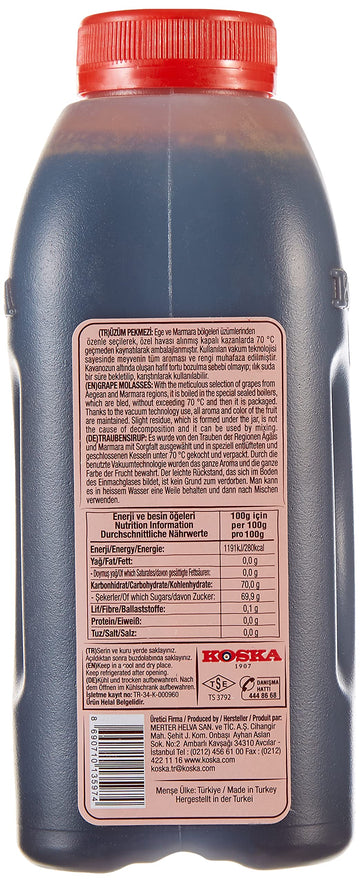 (TR)ÜZÜM PEKMEZİ: Ege ve Marmara bölgeleri üzümlerinden
özenle seçilerek, özel havası alınmış kapalı kazanlarda 70 °C
geçmeden kaynatılarak ambalajlanmıştır. Kullanılan vakum teknolojisi
sayesinde meyvenin tüm aroması ve rengi muhafaza edilmiştir.
Kavanozun altında oluşan hafif tortu bozulma sebebi olmayıp; ılık suda
bir süre bekletilip, karıştırılarak kullanılabilir.
(EN)GRAPE MOLASSES: With the meticulous selection of grapes from
Aegean and Marmara regions, it is boiled in the special sealed boilers,
which are bled, without exceeding 70 °C and then it is packaged.
Thanks to the vacuum technology use, all aroma and color of the fruit
are maintained. Slight residue, which is formed under the jar, is not
the cause of decomposition and it can be used by mixing.
(DE)TRAUBENSIRUP: Es wurde von den Trauben der Regionen Agäis
und Marmara mit Sorgfalt ausgewählt und in speziell entlüfteten und
geschlossenen Kesseln unter 70 °C gekocht und verpackt. Durch die
benutzte Vakuumtechnologie wurden das ganze Aroma und die ganze
Farbe der Frucht bewahrt. Der leichte Rückstand, das sich im Boden
des Einmachglases bildet, ist kein Grund zum verderben. Man kann
es in heissem Wasser eine Weile behalten und dann nach Mischen
verwenden.
Enerji ve besin öğeleri
Nutrition Information
Durchschnittliche Nährwerte
100g için
per 100g
pro 100g
Enerji/Energy/Energie: 1191kJ/280kcal
Yağ/Fat/Fett: 0,0 g
- Doymuş yağ/Of which Saturates/davon gesättigte Fettsäuren: 0,0 g
Karbonhidrat/Carbohydrate/Kohlenhydrate: 70,0 g
- Şekerler/Of which Sugars/davon Zucker: 69,9 g
Lif/Fibre/Ballaststoffe: 0,1 g
Protein/Eiweiß: 0,0 g
Tuz/Salt/Salz: 0,0 g
(TR)Serin ve kuru yerde saklayınız.
Açıldıktan sonra buzdolabında saklayınız.
(EN)Keep in a cool and dry place.
Keep refrigerated after opening.
(DE)Kühl und trocken aufbewahren. Nach
dem Öffnen im Kühlschrank aufbewahren.
İşletme kayıt no: TR-34-K-000960
Ürün Helal Belgelidir.
KOSKA
1907
TSE
TS 3792
DANIŞMA
HATTI
444 86 68
8 690710 135974
Üretici Firma / Produced by / Hersteller / Produit par:
MERTER HELVA SAN. ve TİC. A.Ş. Cihangir
Mah. Şehit J. Kom. Onbaşı Ayhan Aslan
Sok. No:2 Ambarlı Kavşağı 34310 Avcılar -
İstanbul Tel : (0212) 456 61 00 Fax : (0212)
422 11 16 www.koska.com
koska.tr@koska.com
Menşe Ülke: Türkiye / Made in Turkey
Hergestellt in der Turkei